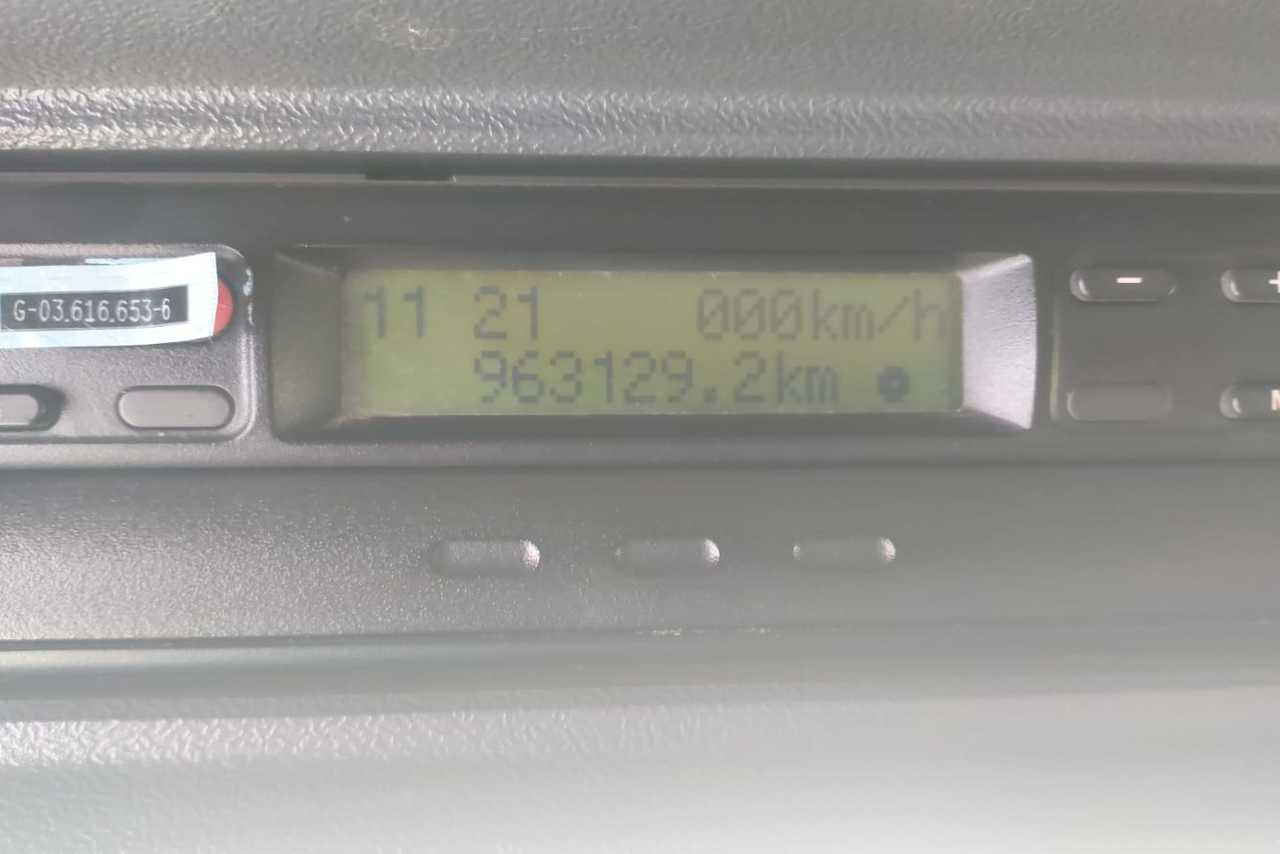 G-03.616.653-6
11 21 000km/h
963129.2km
- +